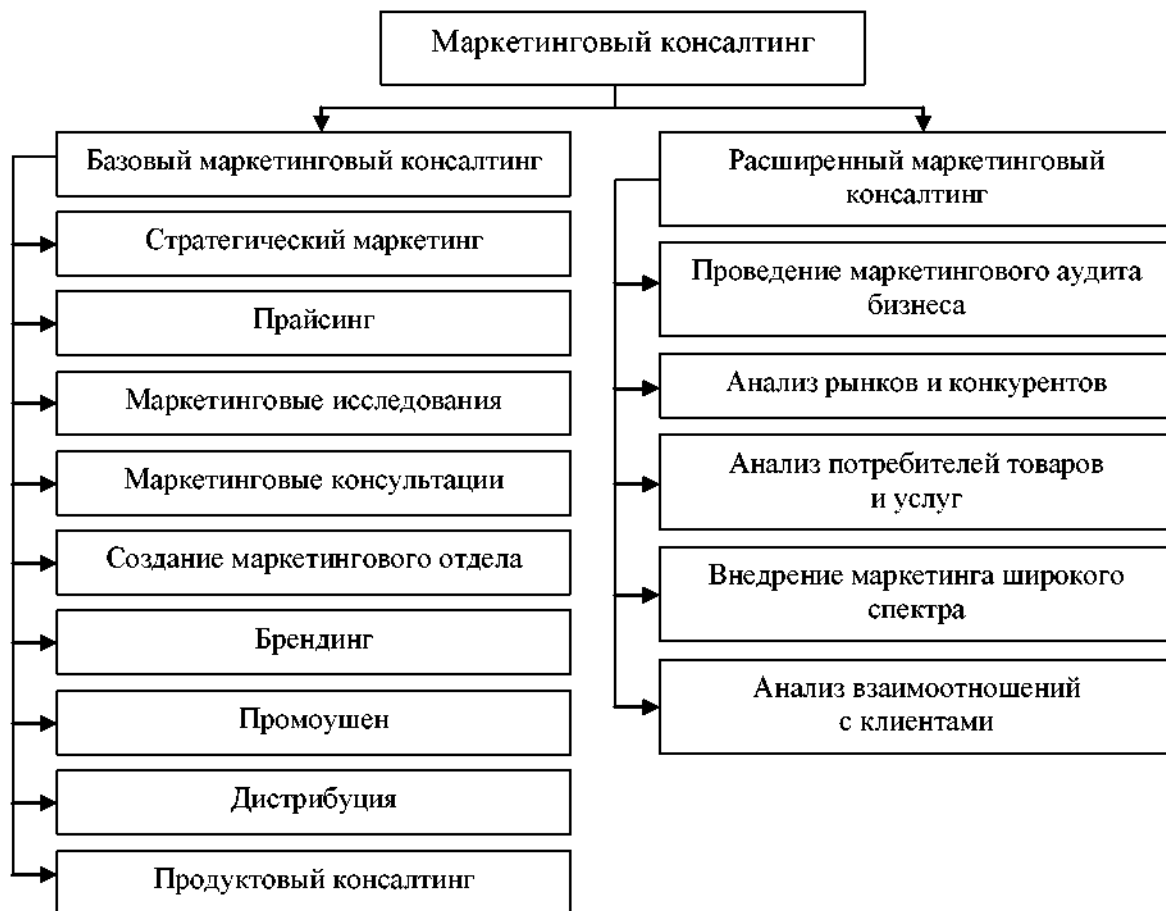 Маркетинговый консалтинг
Базовый маркетинговый консалтинг
Стратегический маркетинг
Прайсинг
Маркетинговые исследования
Маркетинговые консультации
Создание маркетингового отдела
Брендинг
Промоушен
Дистрибуция
Продуктовый консалтинг
Расширенный маркетинговый
консалтинг
Проведение маркетингового аудита
бизнеса
Анализ рынков и конкурентов
Анализ потребителей товаров
и услуг
Внедрение маркетинга широкого
спектра
Анализ взаимоотношений
с клиентами